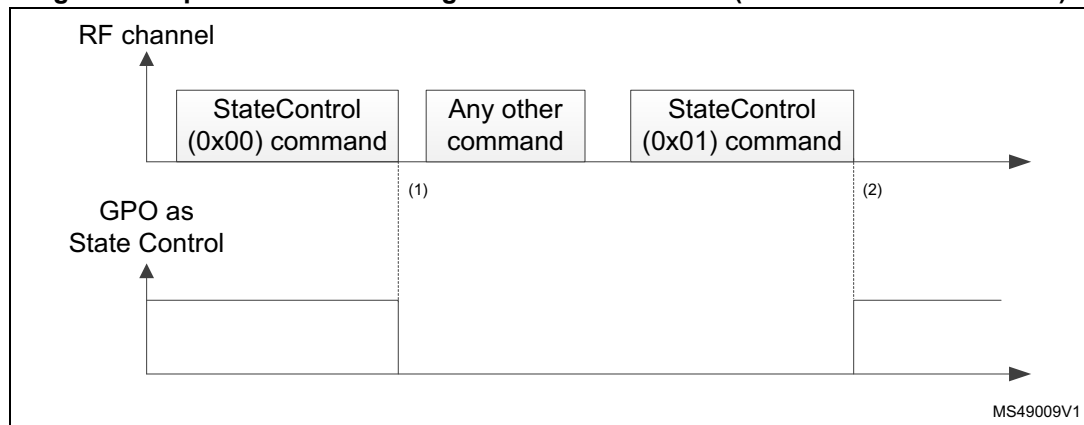 RF channel
StateControl
(0x00) command
Any other
command
StateControl
(0x01) command
(1)
(2)
GPO as
State Control
MS49009V1